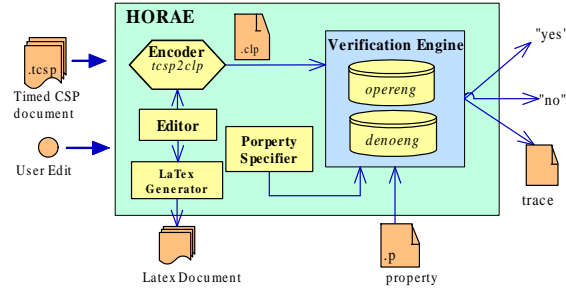 HORAE
.tcsp
Timed CSP
document
User Edit
Encoder
tcsp2clp
.clp
Editor
LaTex
Generator
Porperty
Specifier
Verification Engine
opereng
denoeng
"yes'
"no"
trace
Latex Document
.p
property